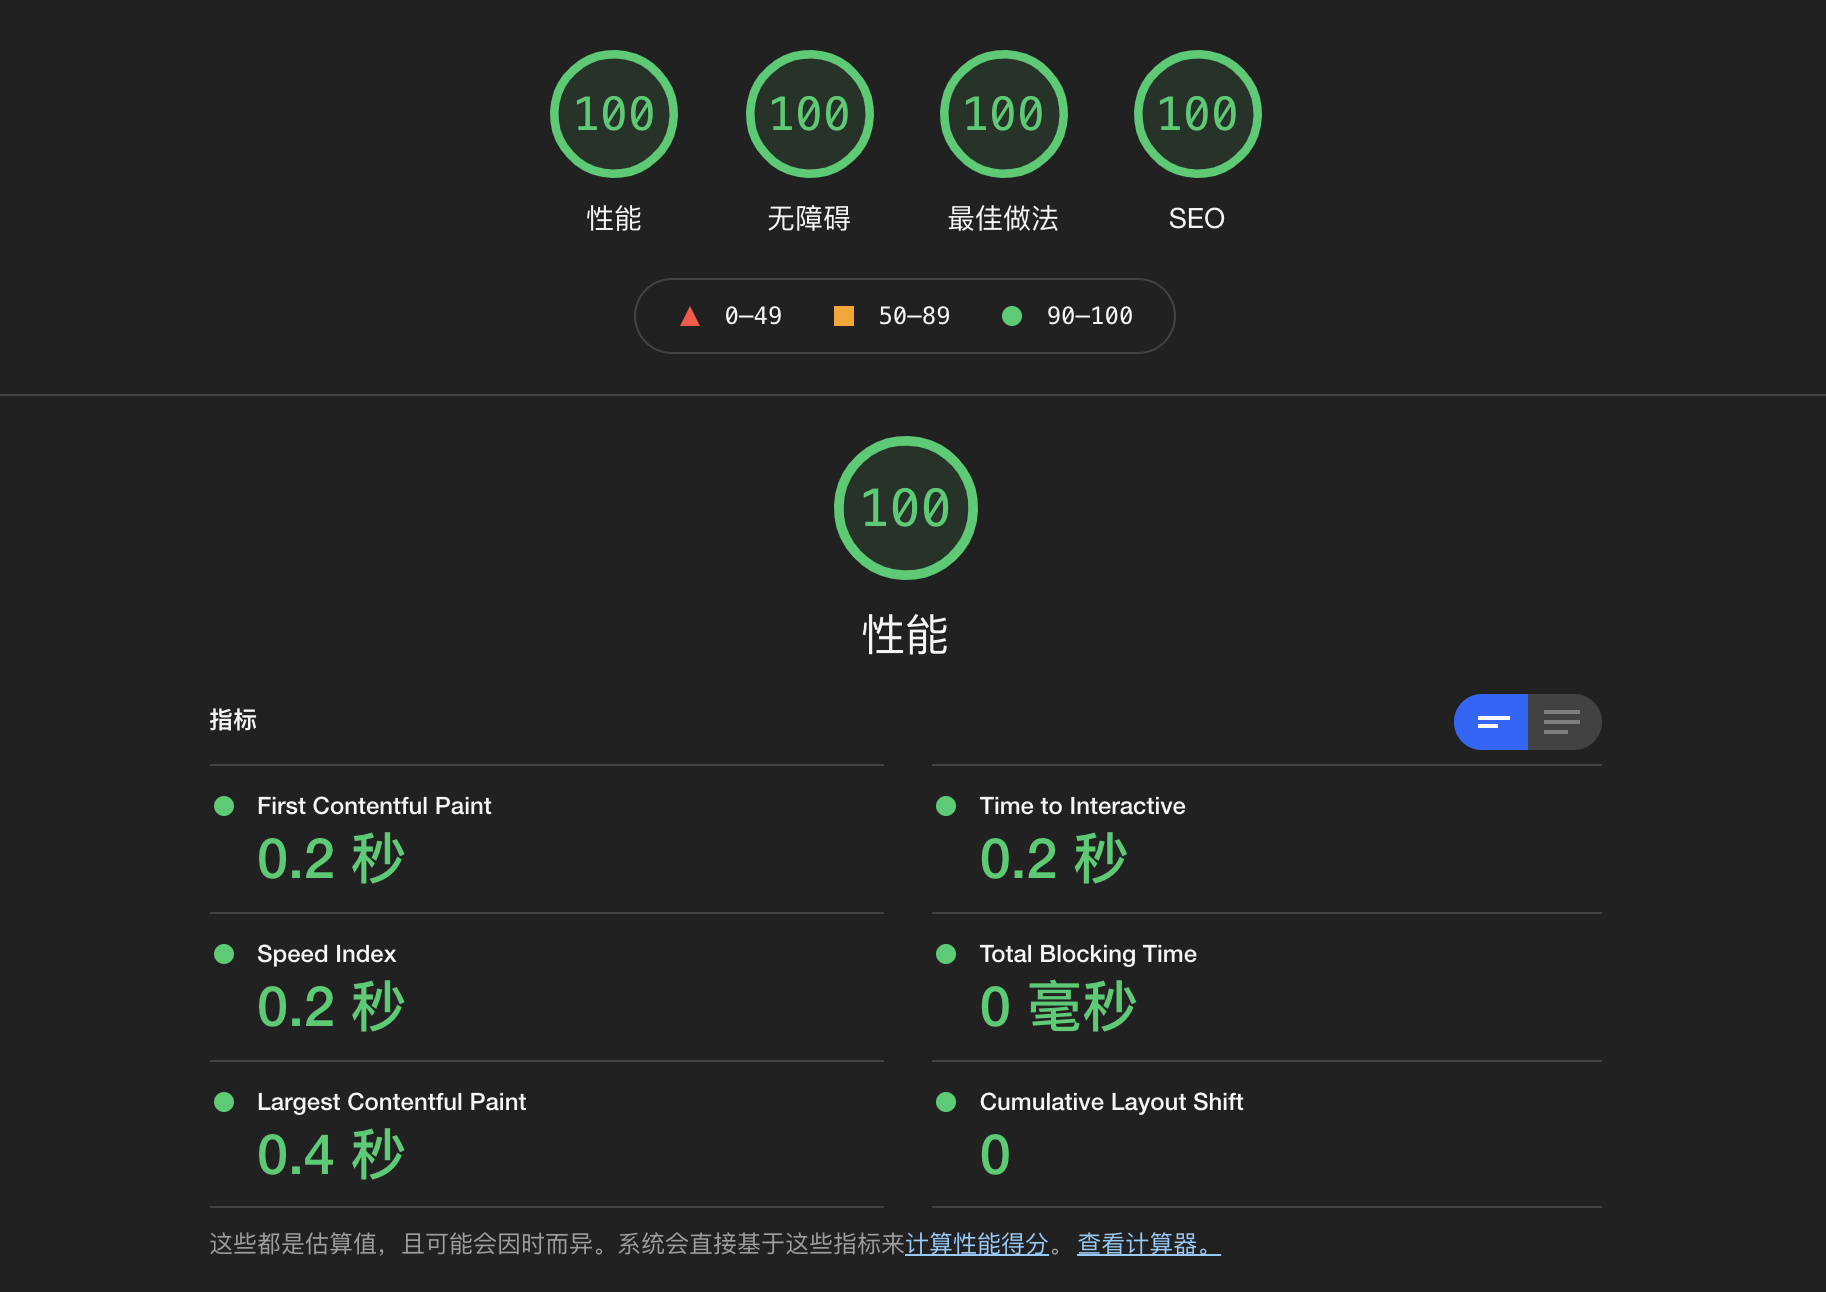 100 100 100 100
性能 无障碍 最佳做法 SEO
0–49 50–89 90–100
100
性能
指标
First Contentful Paint
0.2 秒
Time to Interactive
0.2 秒
Speed Index
0.2 秒
Total Blocking Time
0 毫秒
Largest Contentful Paint
0.4 秒
Cumulative Layout Shift
0
这些都是估算值，且可能会因时而异。系统会直接基于这些指标来计算性能得分。查看计算器。